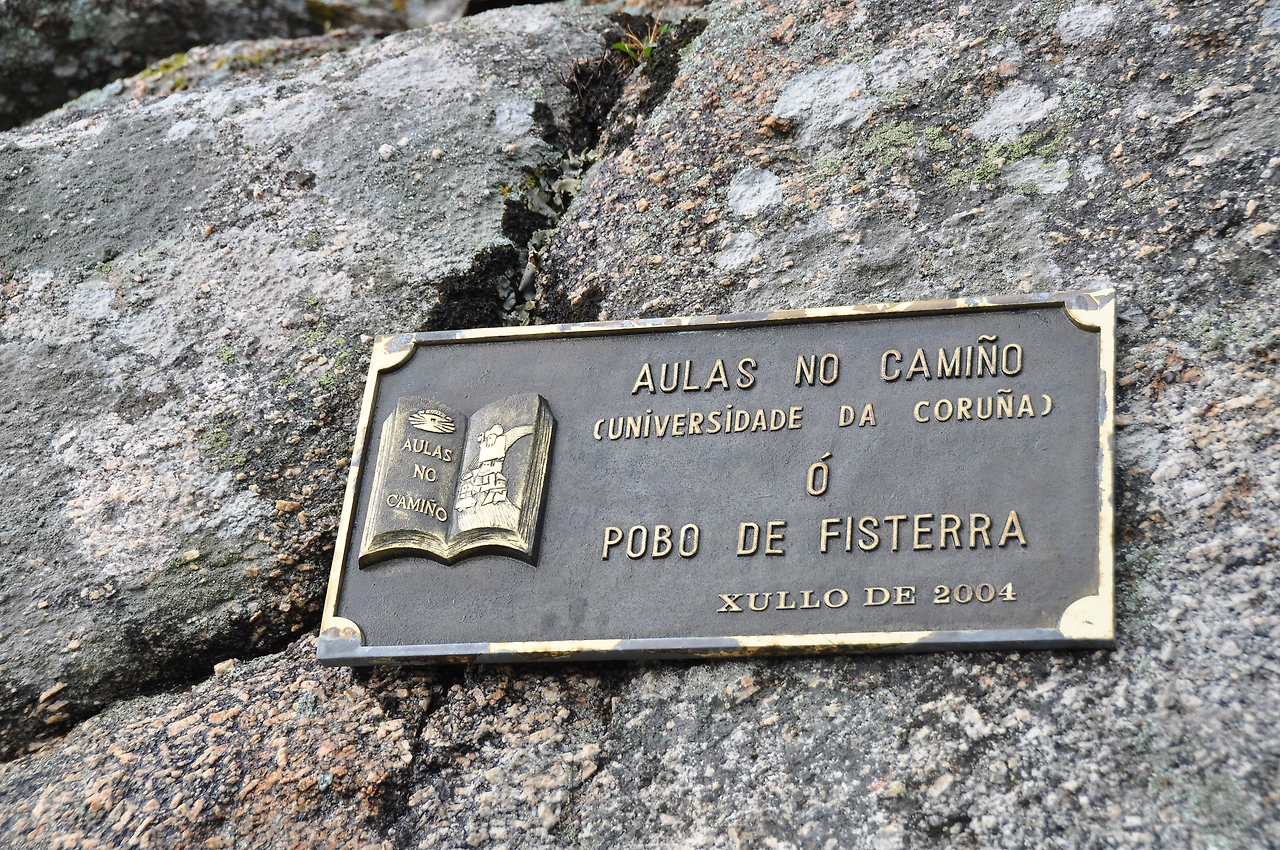 AULAS
NO
CAMIÑO
AULAS NO CAMIÑO
(UNIVERSIDADE DA CORUÑA)
Ó
POBO DE FISTERRA
XULLO DE 2004